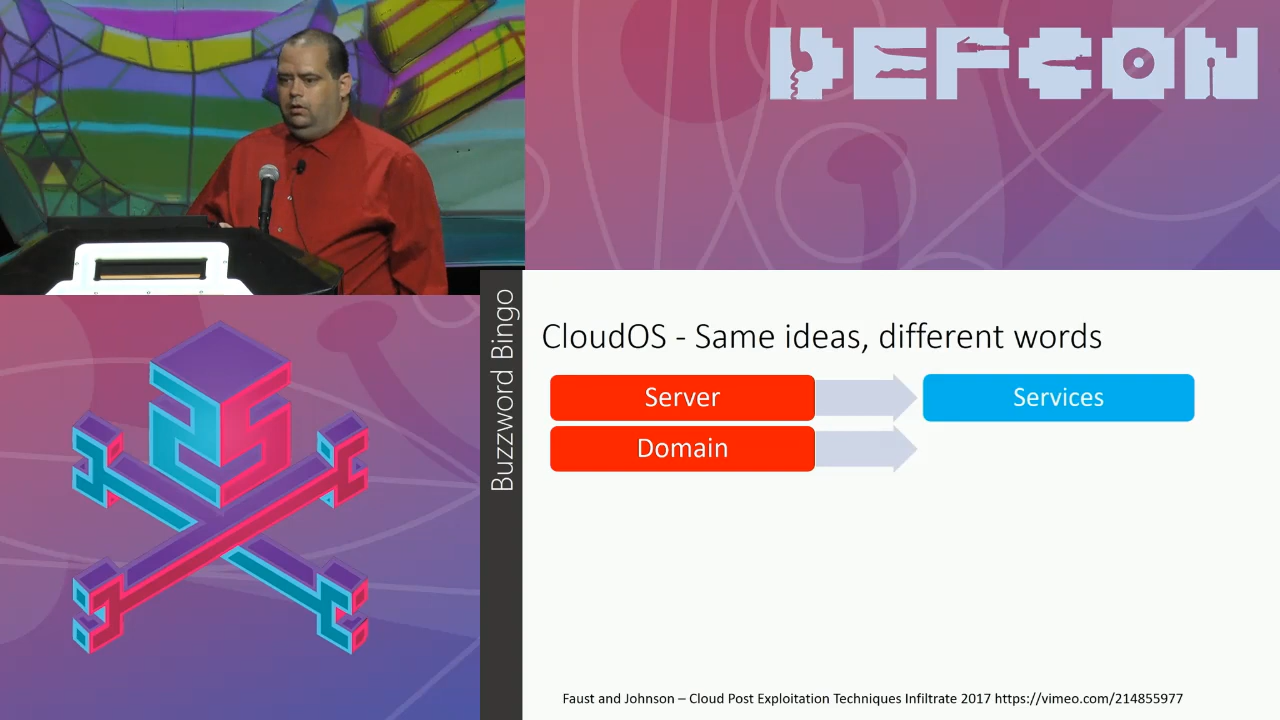 DEFCON
Buzzword Bingo
CloudOS - Same ideas, different words
Server
Services
Domain
Faust and Johnson – Cloud Post Exploitation Techniques Infiltrate 2017 https://vimeo.com/214855977